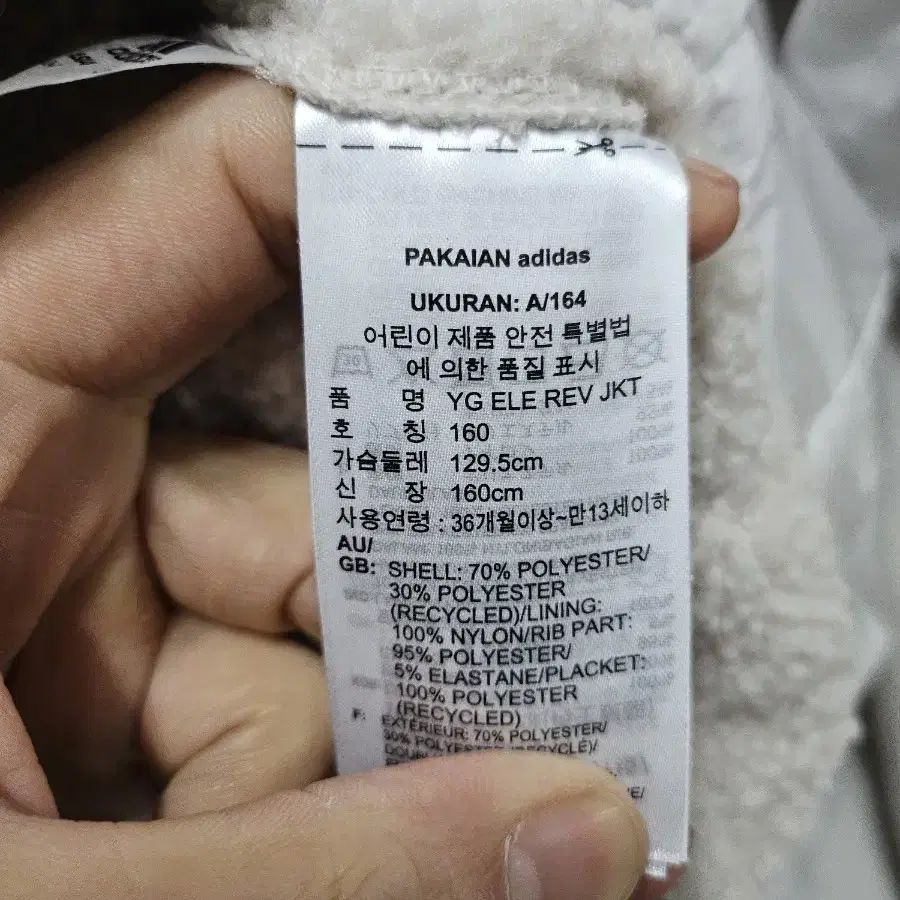 PAKAIAN adidas
UKURAN: A/164
어린이 제품 안전 특별법
에 의한 품질 표시
품 명 YG ELE REV JKT
호 칭 160
가슴둘레 129.5cm
신 장 160cm
사용연령 : 36개월이상~만13세이하
AU/
GB: SHELL: 70% POLYESTER/
30% POLYESTER
(RECYCLED)/LINING:
100% NYLON/RIB PART:
95% POLYESTER/
5% ELASTANE/PLACKET:
100% POLYESTER
(RECYCLED)
F: EXTÉRIEUR: 70% POLYESTER/
30% POLYESTER (RECYCLÉ)/